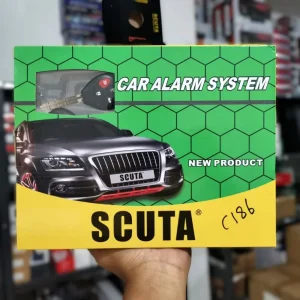 CAR ALARM SYSTEM
NEW PRODUCT
SCUTA
SCUTA®
C186